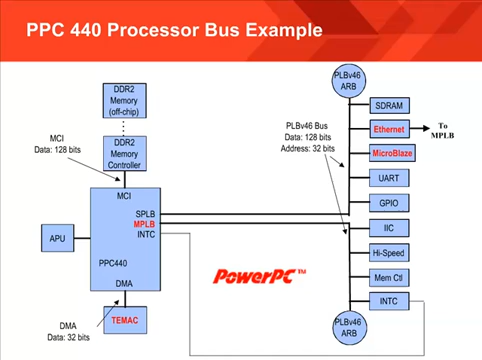 PPC 440 Processor Bus Example
DDR2
Memory
(off-chip)
MCI
Data: 128 bits
DDR2
Memory
Controller
MCI
SPLB
MPLB
INTC
APU
PPC440
DMA
DMA
Data: 32 bits
TEMAC
PLBv46
ARB
PLBv46 Bus
Data: 128 bits
Address: 32 bits
SDRAM
Ethernet
To
MPLB
MicroBlaze
UART
GPIO
IIC
Hi-Speed
Mem Ctl
INTC
PLBv46
ARB
PowerPC™